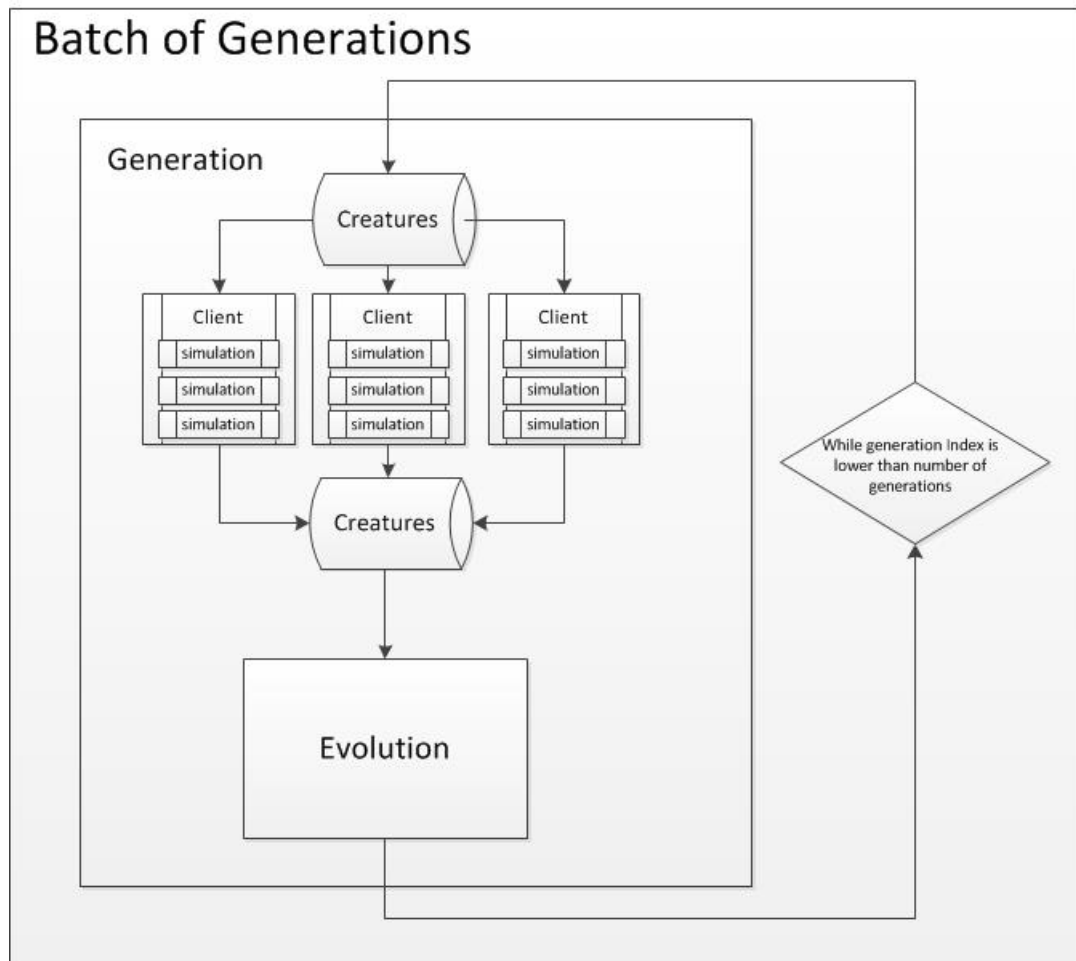 Batch of Generations
Generation
Creatures
Client
simulation
simulation
simulation
Client
simulation
simulation
simulation
Client
simulation
simulation
simulation
Creatures
Evolution
While generation Index is
lower than number of
generations